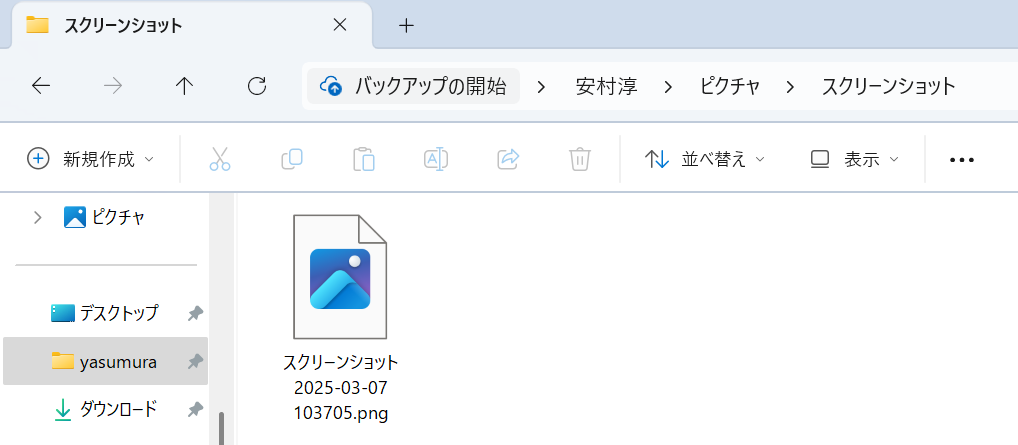 スクリーンショット
バックアップの開始 > 安村淳 > ピクチャ > スクリーンショット
新規作成 並べ替え 表示
ピクチャ
デスクトップ
yasumura
ダウンロード
スクリーンショット
2025-03-07
103705.png